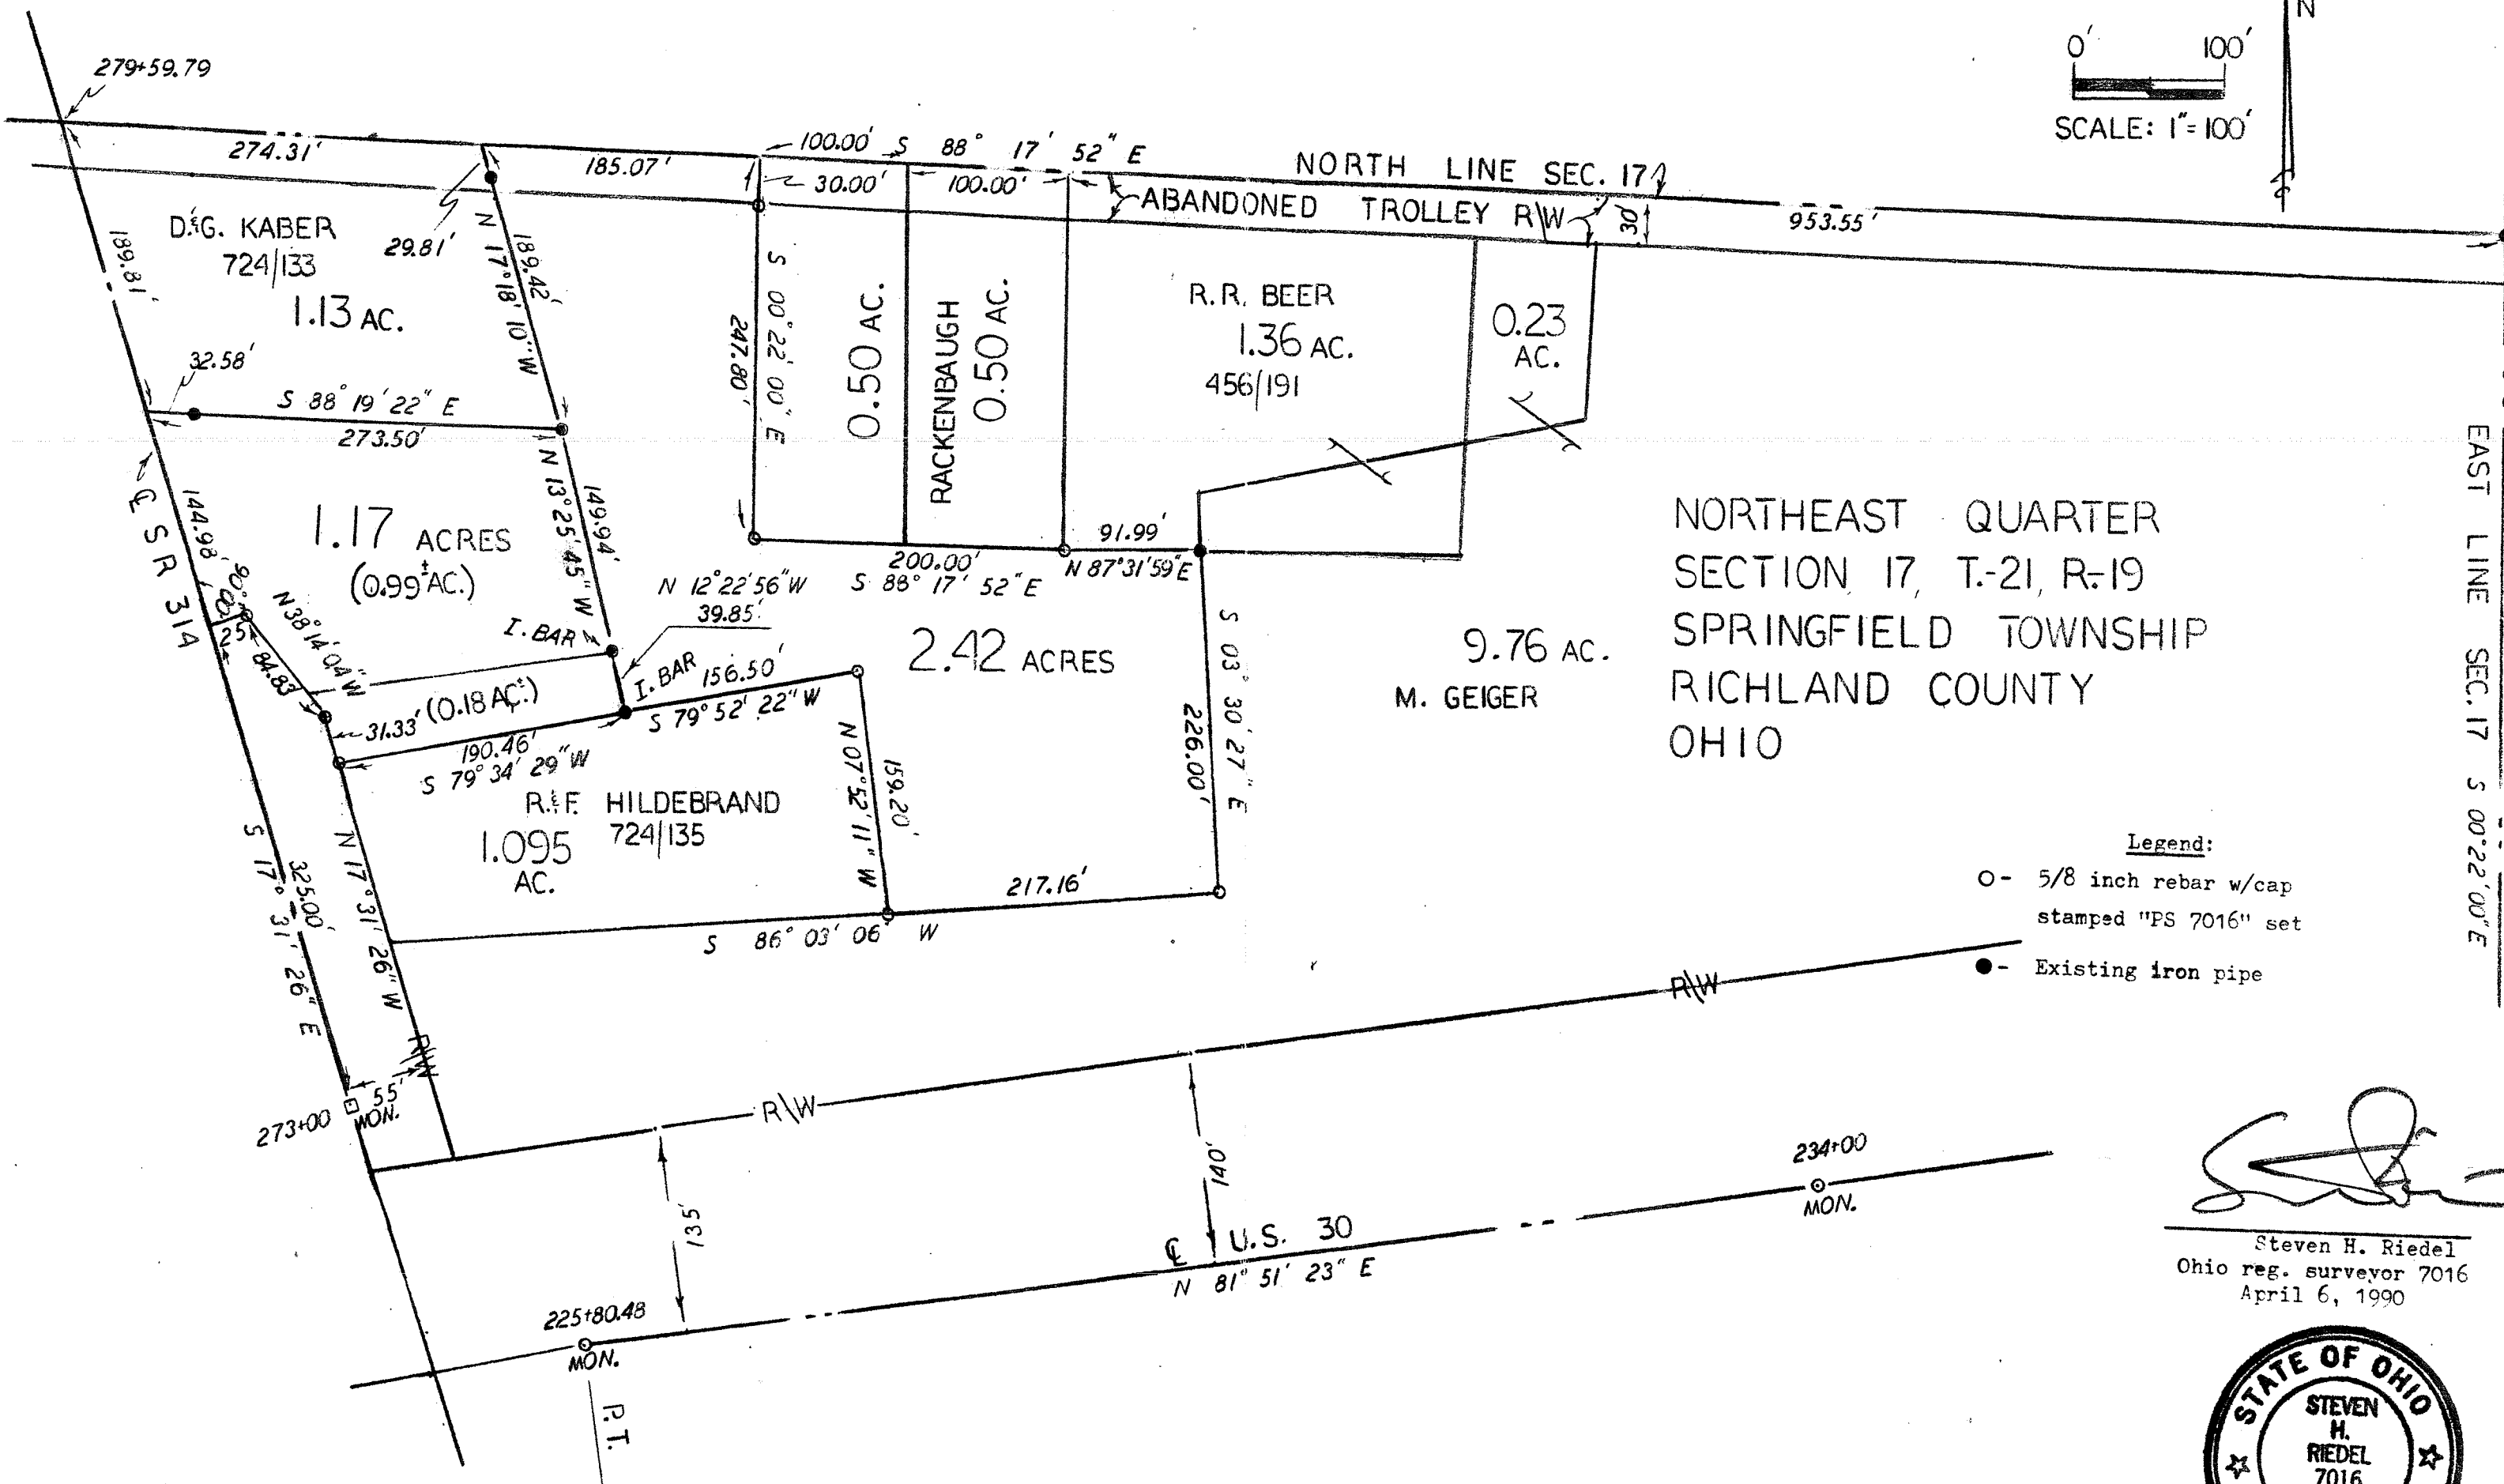 N
0' 100'
SCALE: 1"=100'
279+59.79
274.31'
185.07'
100.00' S 88° 17' 52" E
30.00'
100.00'
NORTH LINE SEC. 17
ABANDONED TROLLEY R\W
30'
953.55'
189.81'
D.&G. KABER
724/133
1.13 AC.
29.81'
N 17° 18' 10" W
189.42'
32.58'
S 88° 19' 22" E
273.50'
247.80'
S 00° 22' 00" E
0.50 AC.
RACKENBAUGH
0.50 AC.
R.R. BEER
1.36 AC.
456/191
0.23
AC.
℄ SR 314
144.98'
1.17 ACRES
(0.99± AC.)
N 13° 25' 45" W
149.94'
90°
25'
N 38° 14' 04" W
84.83'
I. BAR
N 12° 22' 56" W
39.85'
200.00'
S 88° 17' 52" E
91.99'
N 87°31'59" E
2.42 ACRES
S 03° 30' 27" E
226.00'
31.33'
(0.18 AC.±)
190.46'
S 79° 34' 29" W
I. BAR
156.50'
S 79° 52' 22" W
N 07° 52' 11" W
159.20'
R.&F. HILDEBRAND
724/135
1.095
AC.
217.16'
S 86° 03' 06" W
9.76 AC.
M. GEIGER
NORTHEAST QUARTER
SECTION 17, T.-21, R.-19
SPRINGFIELD TOWNSHIP
RICHLAND COUNTY
OHIO
EAST LINE SEC. 17 S 00°22'00" E
Legend:
O- 5/8 inch rebar w/cap
stamped "PS 7016" set
●- Existing iron pipe
325.00'
S 17° 31' 26" E
N 17° 31' 26" W
R\W
55'
273+00
MON.
R\W
R\W
135'
140'
℄ U.S. 30
N 81° 51' 23" E
234+00
MON.
225+80.48
MON.
P.T.
Steven H. Riedel
Ohio reg. surveyor 7016
April 6, 1990
STATE OF OHIO
STEVEN
H.
RIEDEL
7016